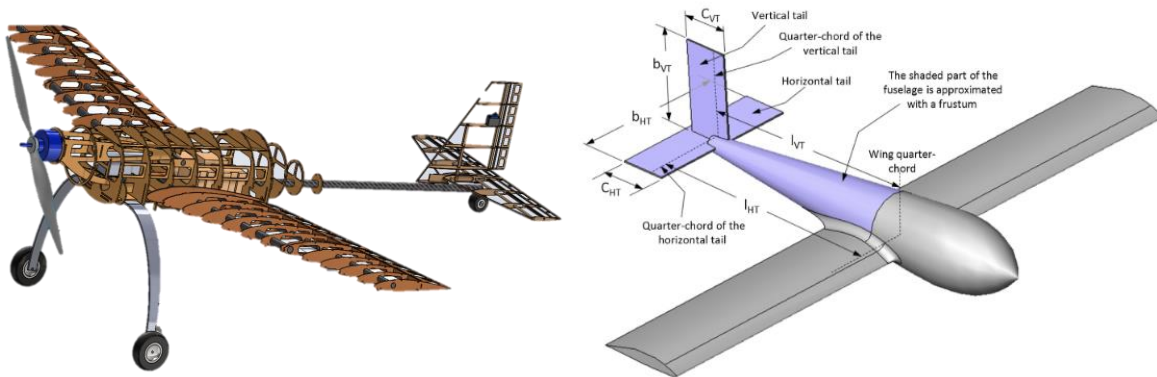 C_VT
Vertical tail
Quarter-chord of the
vertical tail
b_VT
Horizontal tail
The shaded part of the
fuselage is approximated
with a frustum
b_HT
l_VT
Wing quarter-
chord
C_HT
l_HT
Quarter-chord of the
horizontal tail